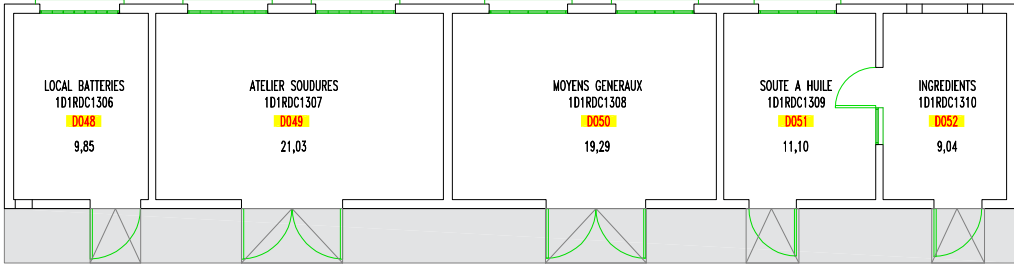 LOCAL BATTERIES
1D1RDC1306
D048
9,85
ATELIER SOUDURES
1D1RDC1307
D049
21,03
MOYENS GENERAUX
1D1RDC1308
D050
19,29
SOUTE A HUILE
1D1RDC1309
D051
11,10
INGREDIENTS
1D1RDC1310
D052
9,04